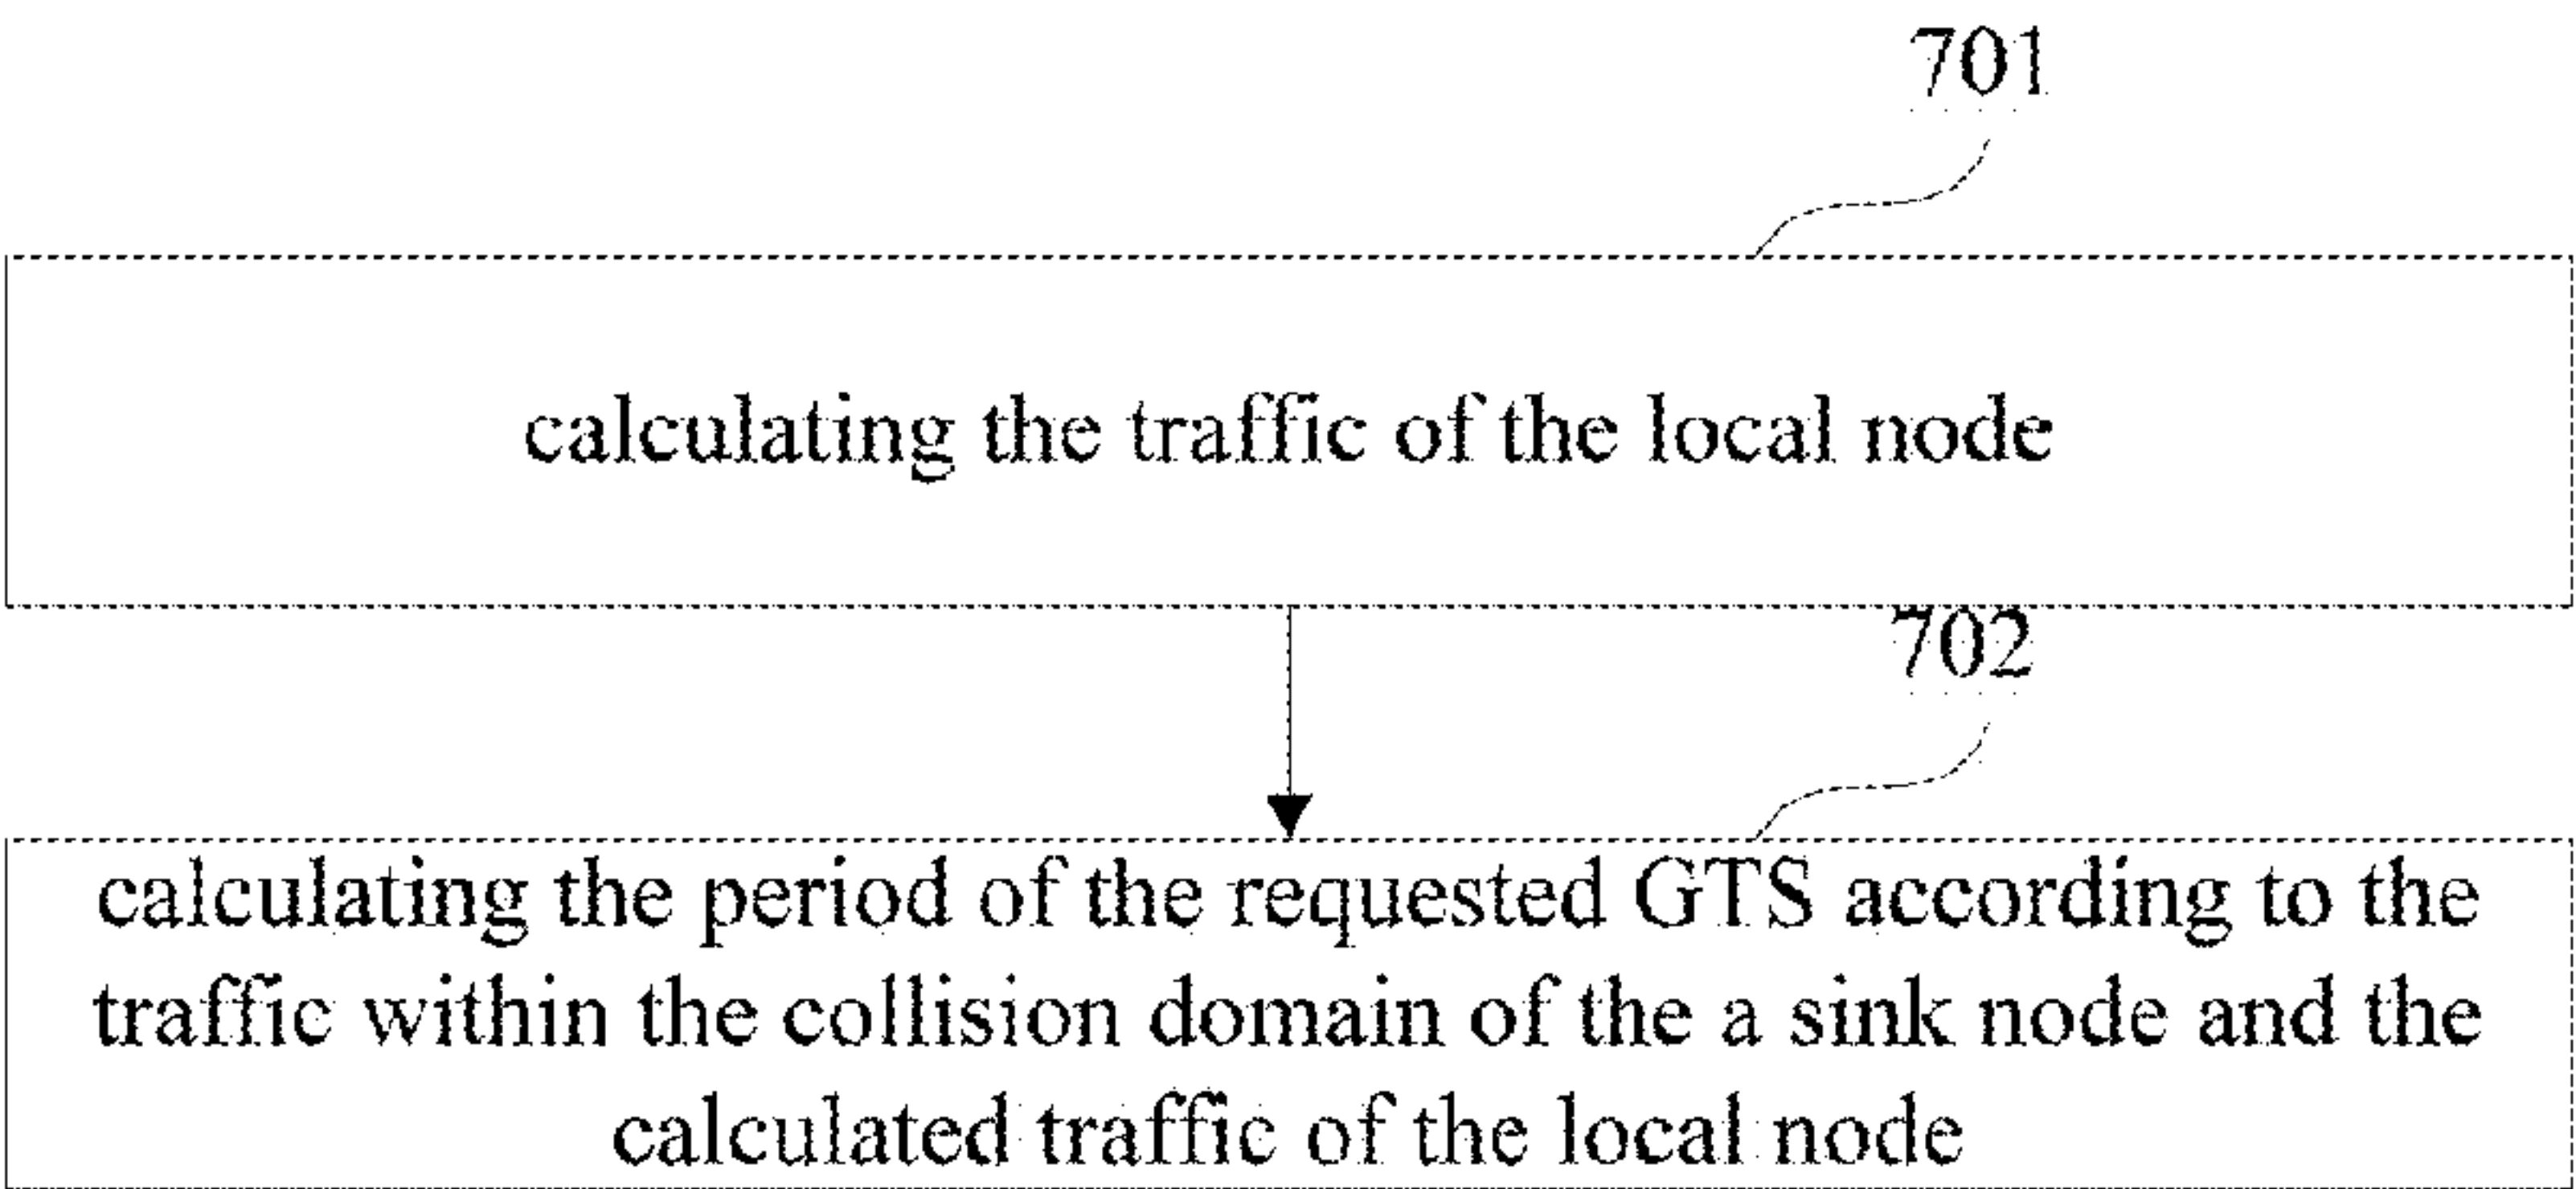 701
calculating the traffic of the local node
702
calculating the period of the requested GTS according to the
traffic within the collision domain of the a sink node and the
calculated traffic of the local node